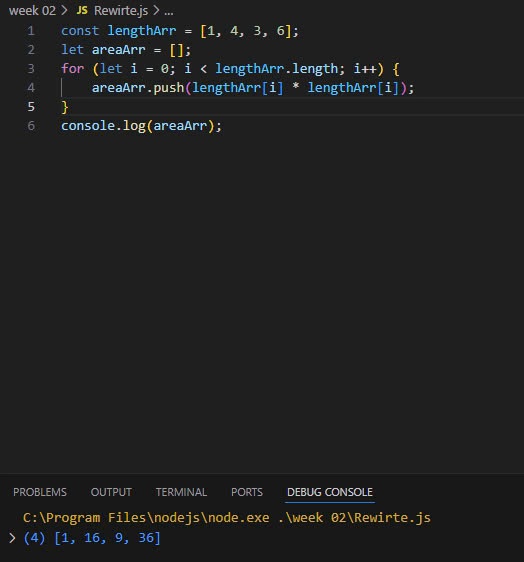 week 02 > JS Rewirte.js > ...
1 const lengthArr = [1, 4, 3, 6];
2 let areaArr = [];
3 for (let i = 0; i < lengthArr.length; i++) {
4     areaArr.push(lengthArr[i] * lengthArr[i]);
5 }
6 console.log(areaArr);
PROBLEMS OUTPUT TERMINAL PORTS DEBUG CONSOLE
C:\Program Files\nodejs\node.exe .\week 02\Rewirte.js
> (4) [1, 16, 9, 36]